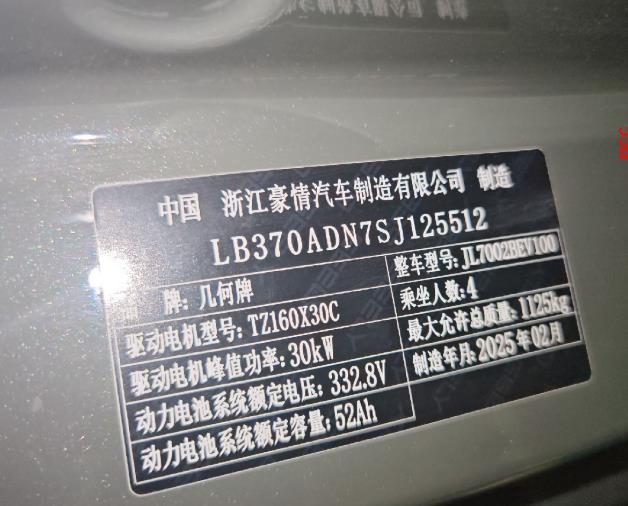 中国 浙江豪情汽车制造有限公司 制造
LB370ADN7SJ125512
牌:几何牌
整车型号:JL7002BEV100
驱动电机型号:TZ160X30C
乘坐人数:4
驱动电机峰值功率:30kW
最大允许总质量:1125kg
动力电池系统额定电压:332.8V
制造年月:2025年02月
动力电池系统额定容量:52Ah